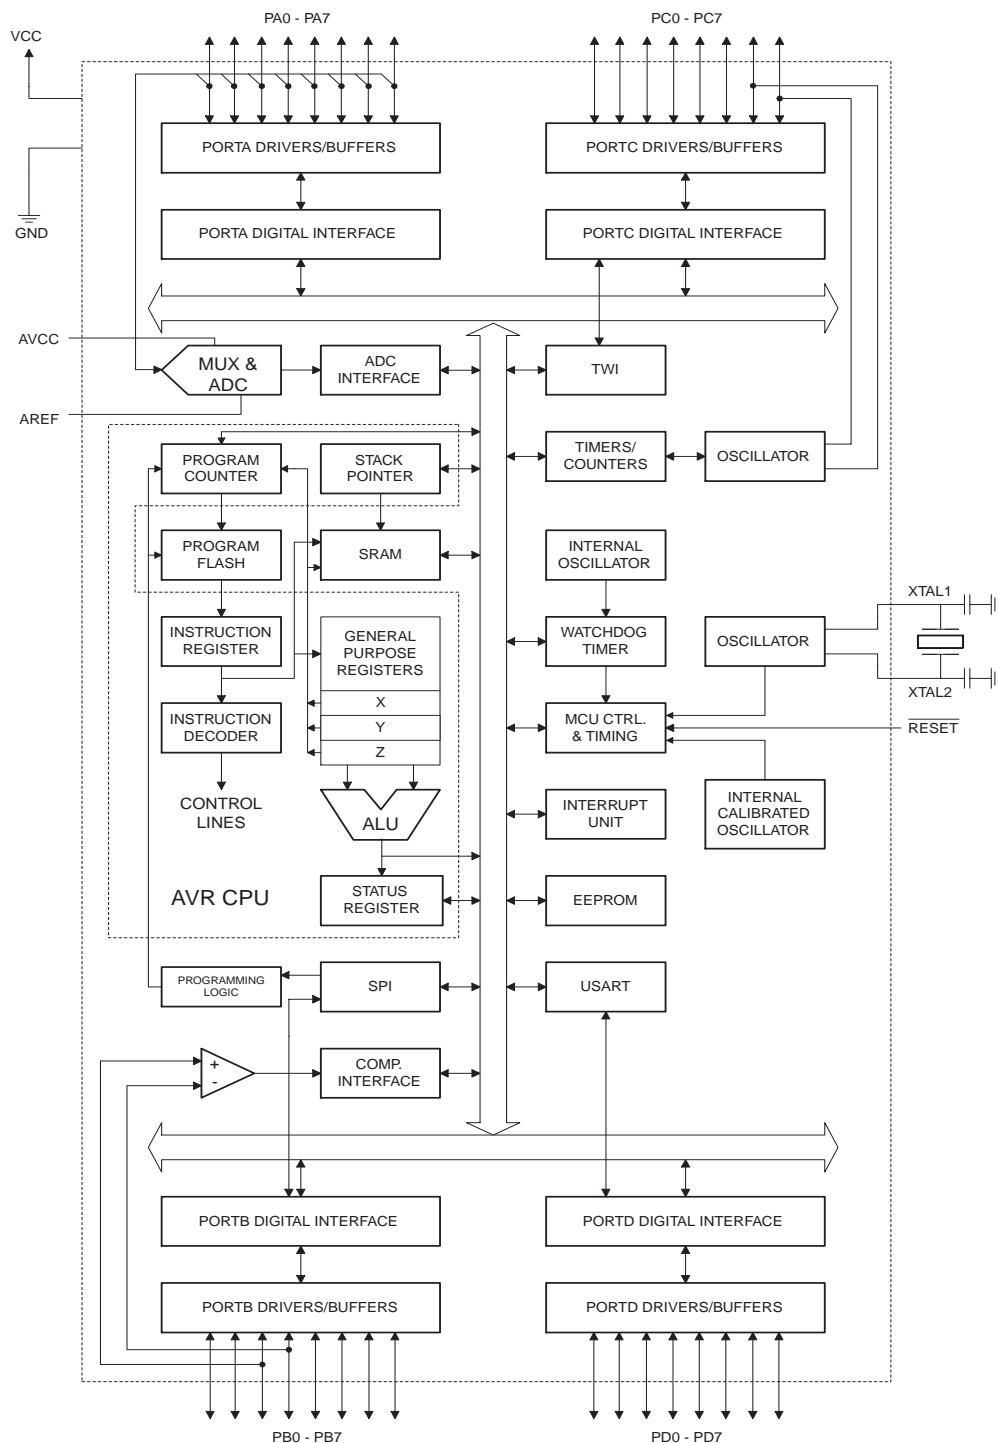 PA0 - PA7
PC0 - PC7
VCC
PORTA DRIVERS/BUFFERS
PORTC DRIVERS/BUFFERS
GND
PORTA DIGITAL INTERFACE
PORTC DIGITAL INTERFACE
AVCC
MUX &
ADC
ADC
INTERFACE
TWI
AREF
PROGRAM
COUNTER
STACK
POINTER
TIMERS/
COUNTERS
OSCILLATOR
PROGRAM
FLASH
SRAM
INTERNAL
OSCILLATOR
XTAL1
INSTRUCTION
REGISTER
GENERAL
PURPOSE
REGISTERS
WATCHDOG
TIMER
OSCILLATOR
XTAL2
X
INSTRUCTION
DECODER
Y
MCU CTRL.
& TIMING
RESET
Z
CONTROL
LINES
ALU
INTERRUPT
UNIT
INTERNAL
CALIBRATED
OSCILLATOR
AVR CPU
STATUS
REGISTER
EEPROM
PROGRAMMING
LOGIC
SPI
USART
+
-
COMP.
INTERFACE
PORTB DIGITAL INTERFACE
PORTD DIGITAL INTERFACE
PORTB DRIVERS/BUFFERS
PORTD DRIVERS/BUFFERS
PB0 - PB7
PD0 - PD7